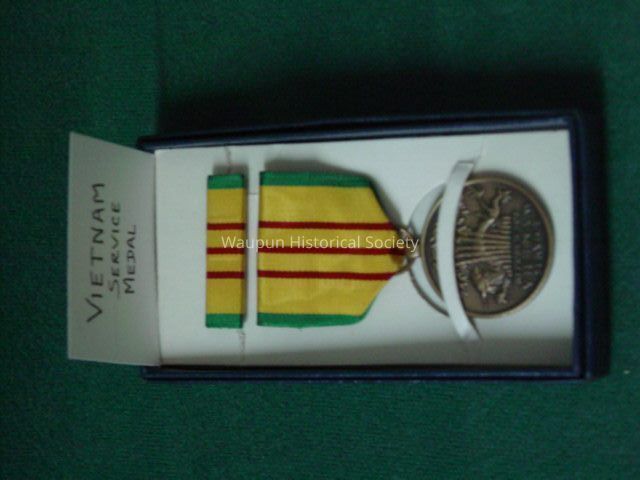 VIETNAM
SERVICE
MEDAL
Waupun Historical Society